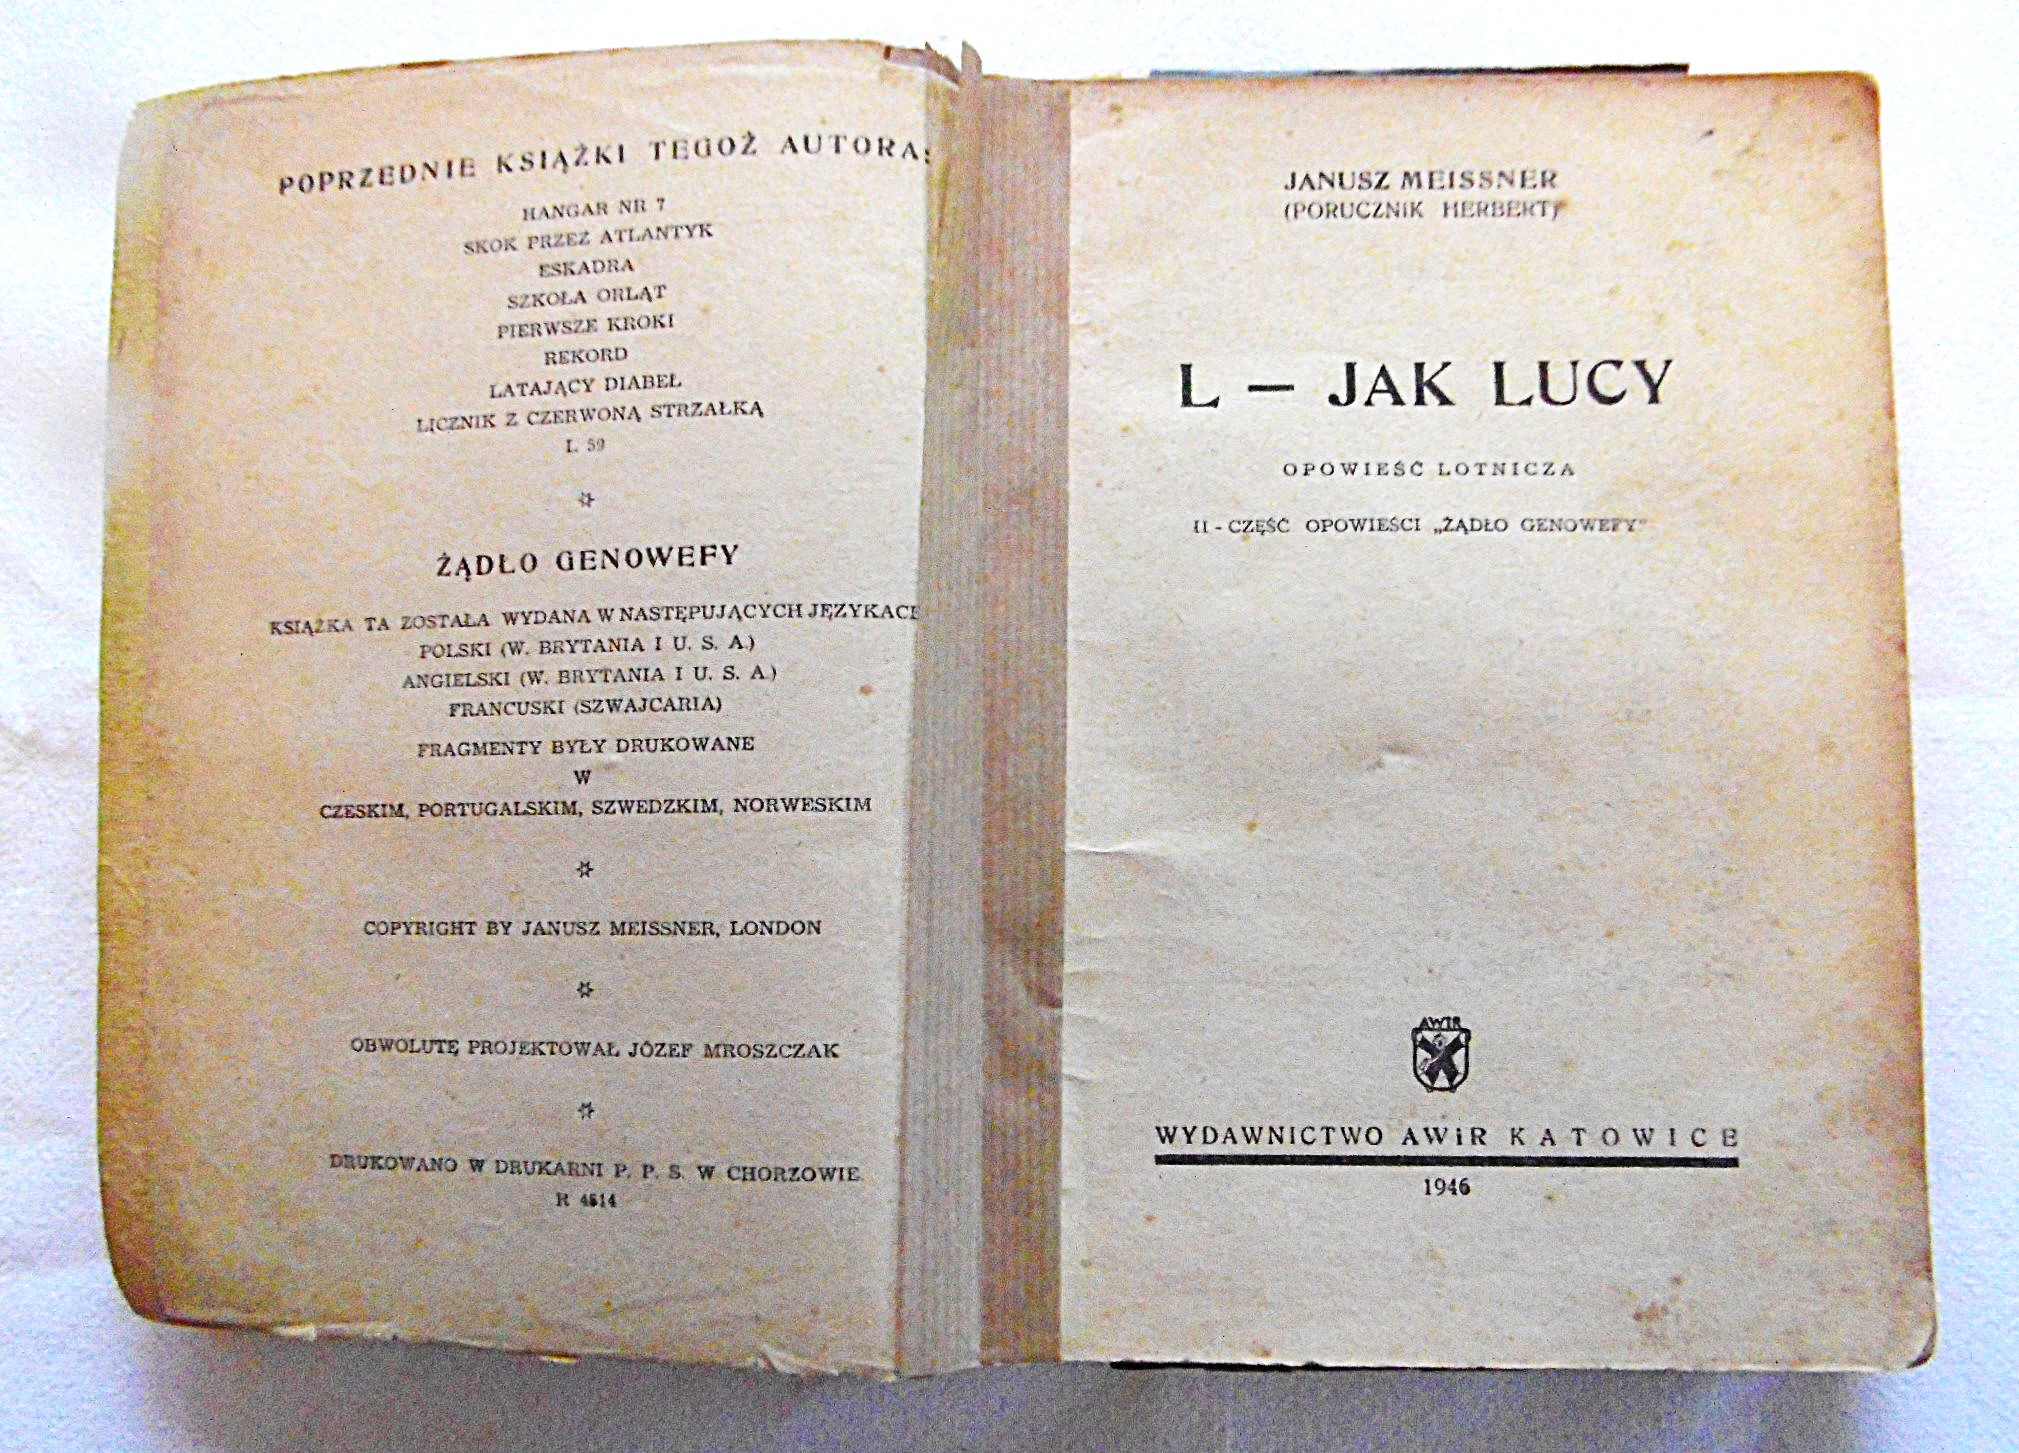 POPRZEDNIE KSIĄŻKI TEGOŻ AUTORA:
HANGAR NR 7
SKOK PRZEZ ATLANTYK
ESKADRA
SZKOŁA ORLĄT
PIERWSZE KROKI
REKORD
LATAJĄCY DIABEŁ
LICZNIK Z CZERWONĄ STRZAŁKĄ
L 59
ŻĄDŁO GENOWEFY
KSIĄŻKA TA ZOSTAŁA WYDANA W NASTĘPUJĄCYCH JĘZYKACH
POLSKI (W. BRYTANIA I U. S. A.)
ANGIELSKI (W. BRYTANIA I U. S. A.)
FRANCUSKI (SZWAJCARIA)
FRAGMENTY BYŁY DRUKOWANE
W
CZESKIM, PORTUGALSKIM, SZWEDZKIM, NORWESKIM
COPYRIGHT BY JANUSZ MEISSNER, LONDON
OBWOLUTĘ PROJEKTOWAŁ JÓZEF MROSZCZAK
DRUKOWANO W DRUKARNI P. P. S. W CHORZOWIE.
R 4614
JANUSZ MEISSNER
(PORUCZNIK HERBERT)
L — JAK LUCY
OPOWIEŚĆ LOTNICZA
II - CZĘŚĆ OPOWIEŚCI „ŻĄDŁO GENOWEFY"
AWIR
WYDAWNICTWO AWiR KATOWICE
1946